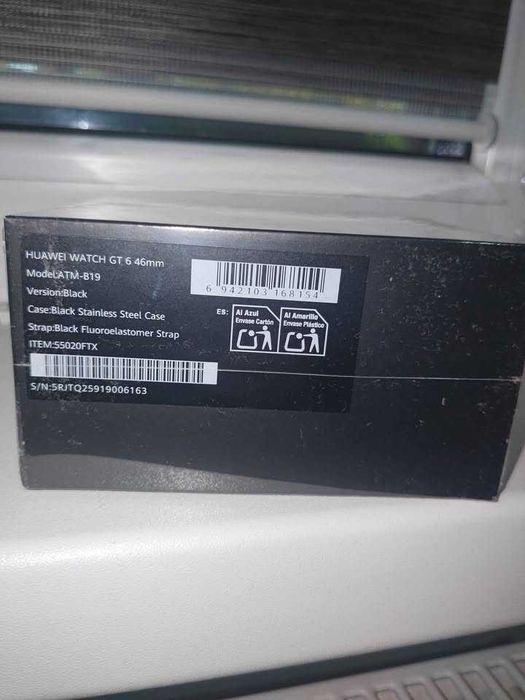 HUAWEI WATCH GT 6 46mm
Model:ATM-B19
Version:Black
Case:Black Stainless Steel Case
Strap:Black Fluoroelastomer Strap
ITEM:55020FTX
S/N:5RJTQ25919006163
6 942103 168154
ES:
Al Azul
Envase Cartón
Al Amarillo
Envase Plástico